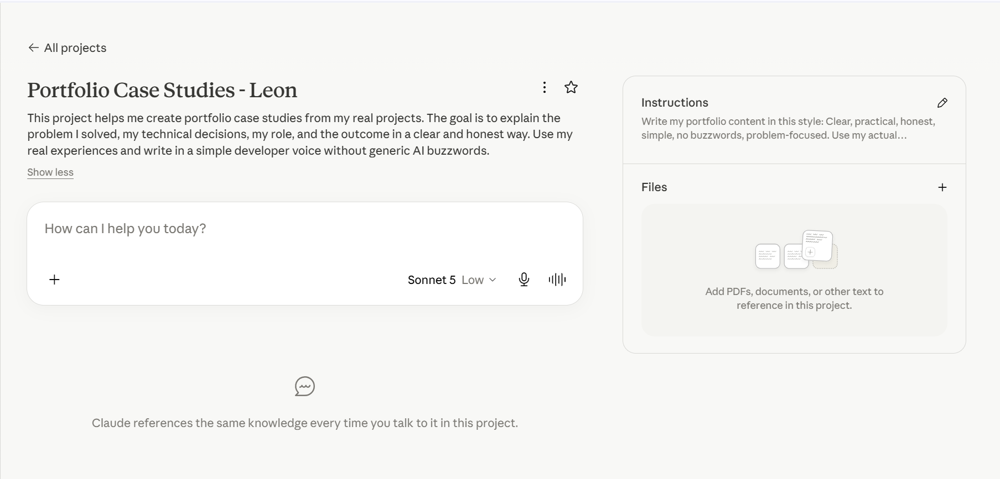 All projects
Portfolio Case Studies - Leon
This project helps me create portfolio case studies from my real projects. The goal is to explain the
problem I solved, my technical decisions, my role, and the outcome in a clear and honest way. Use my
real experiences and write in a simple developer voice without generic AI buzzwords.
Show less
How can I help you today?
Sonnet 5 Low
Claude references the same knowledge every time you talk to it in this project.
Instructions
Write my portfolio content in this style: Clear, practical, honest,
simple, no buzzwords, problem-focused. Use my actual...
Files
Add PDFs, documents, or other text to
reference in this project.